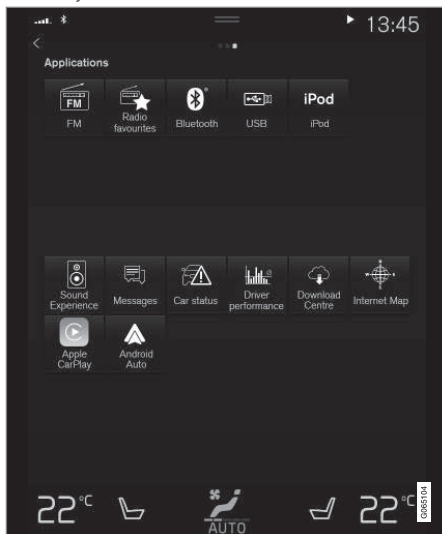 13:45
Applications
FM
iPod
FM
Radio
favourites
Bluetooth
USB
iPod
Sound
Experience
Messages
Car status
Driver
performance
Download
Centre
Internet Map
Apple
CarPlay
Android
Auto
22°C
22°C
AUTO
G065104